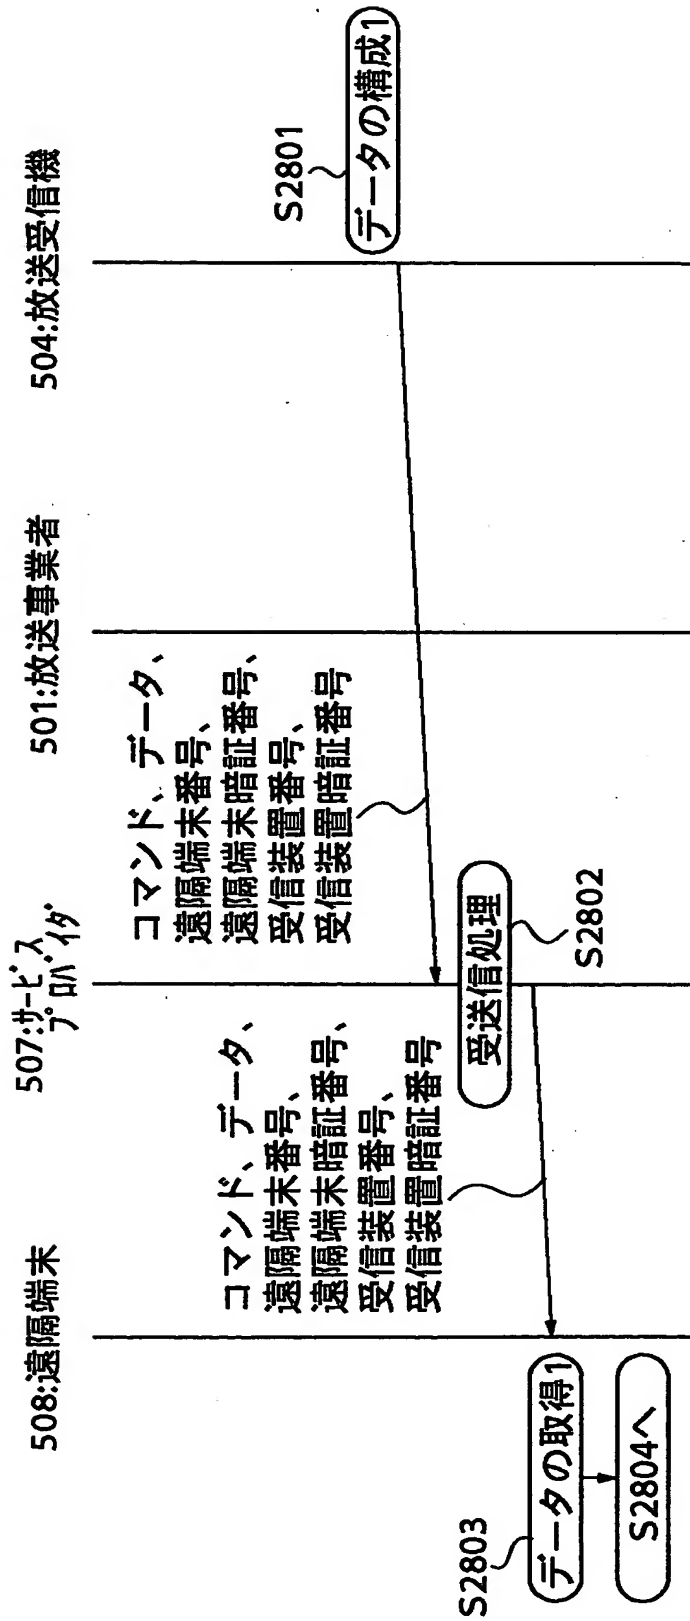 508:遠隔端末
507:サービス
プロバイダ
501:放送事業者
504:放送受信機
S2801
データの構成1
コマンド、データ、
遠隔端末番号、
遠隔端末暗証番号、
受信装置番号、
受信装置暗証番号
受送信処理
S2802
コマンド、データ、
遠隔端末番号、
遠隔端末暗証番号、
受信装置番号、
受信装置暗証番号
S2803
データの取得1
S2804へ